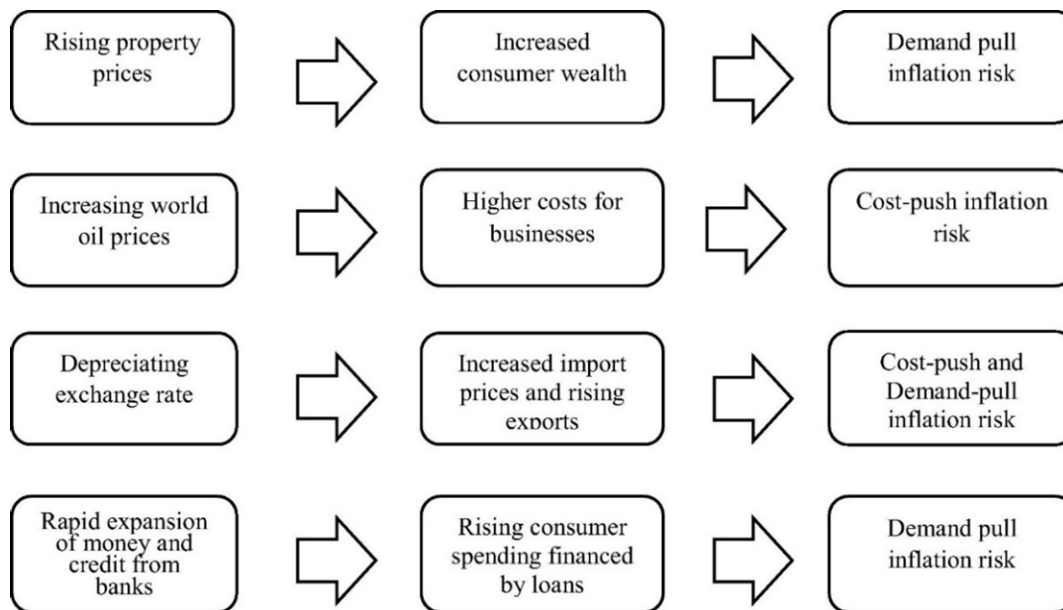 Rising property
prices
Increased
consumer wealth
Demand pull
inflation risk
Increasing world
oil prices
Higher costs for
businesses
Cost-push inflation
risk
Depreciating
exchange rate
Increased import
prices and rising
exports
Cost-push and
Demand-pull
inflation risk
Rapid expansion
of money and
credit from
banks
Rising consumer
spending financed
by loans
Demand pull
inflation risk